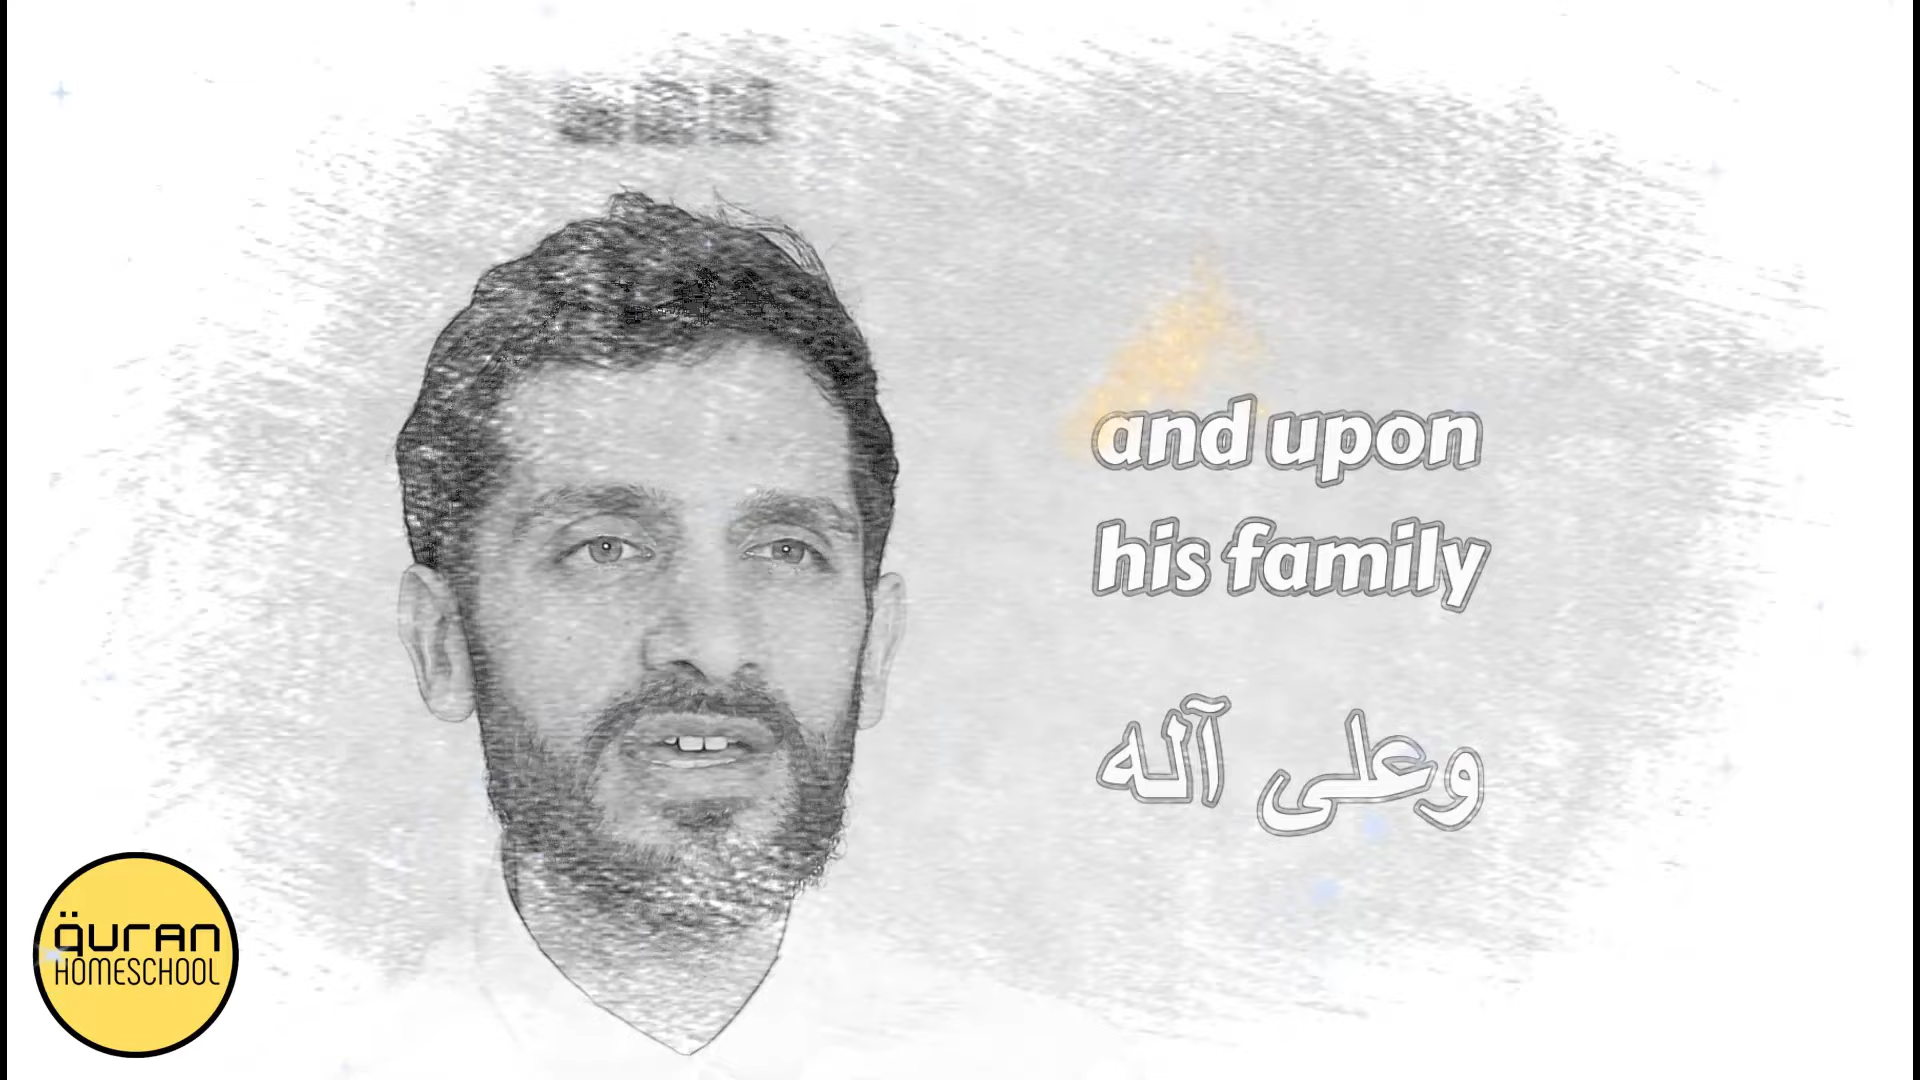 and upon
his family
وعلى آله
quran
HOMESCHOOL